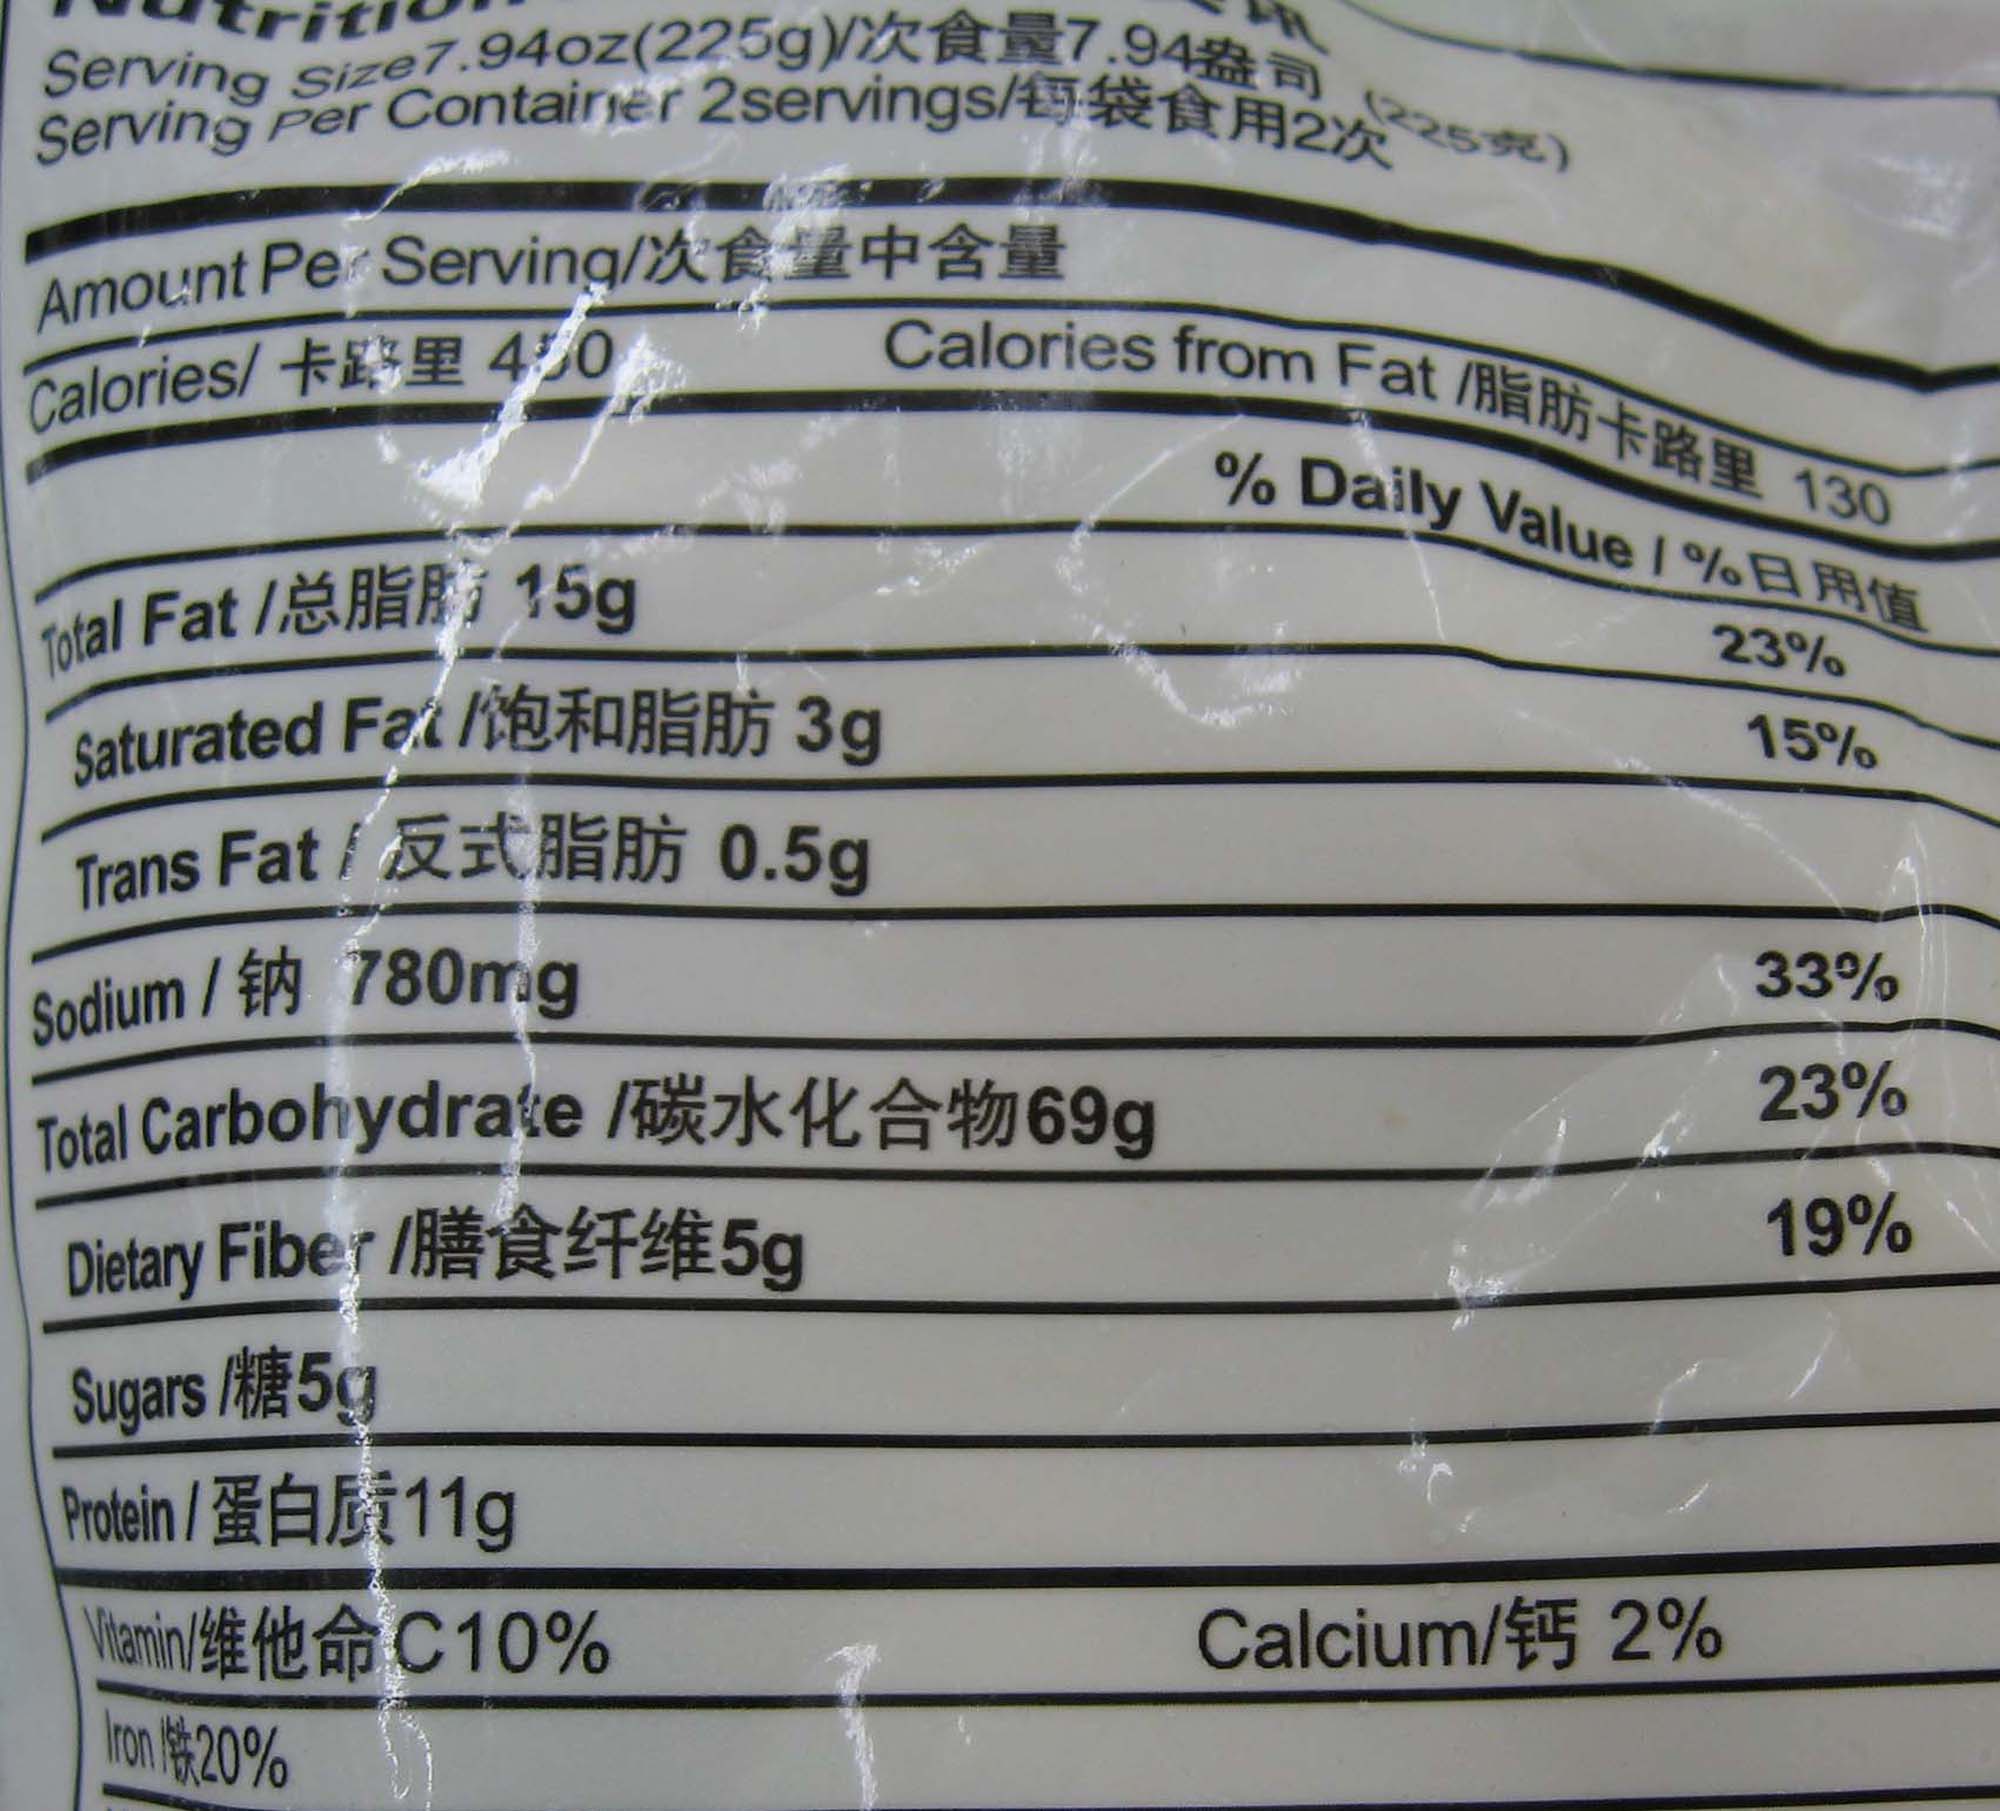 Serving Size7.94oz(225g)/次食量7.94盎司 (225克)
Serving Per Container 2servings/每袋食用2次
Amount Per Serving/次食量中含量
Calories/ 卡路里 Calories from Fat /脂肪卡路里 130
% Daily Value / %日用值
Total Fat /总脂肪 15g 23%
Saturated Fat /饱和脂肪 3g 15%
Trans Fat / 反式脂肪 0.5g
Sodium / 钠 780mg 33%
Total Carbohydrate /碳水化合物69g 23%
Dietary Fiber /膳食纤维5g 19%
Sugars /糖5g
Protein / 蛋白质11g
Vitamin/维他命C10% Calcium/钙 2%
Iron /铁20%